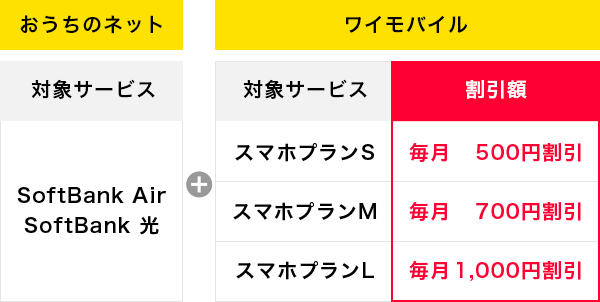 おうちのネット
ワイモバイル
対象サービス
対象サービス
割引額
SoftBank Air
SoftBank 光
スマホプランS
毎月 500円割引
スマホプランM
毎月 700円割引
スマホプランL
毎月1,000円割引